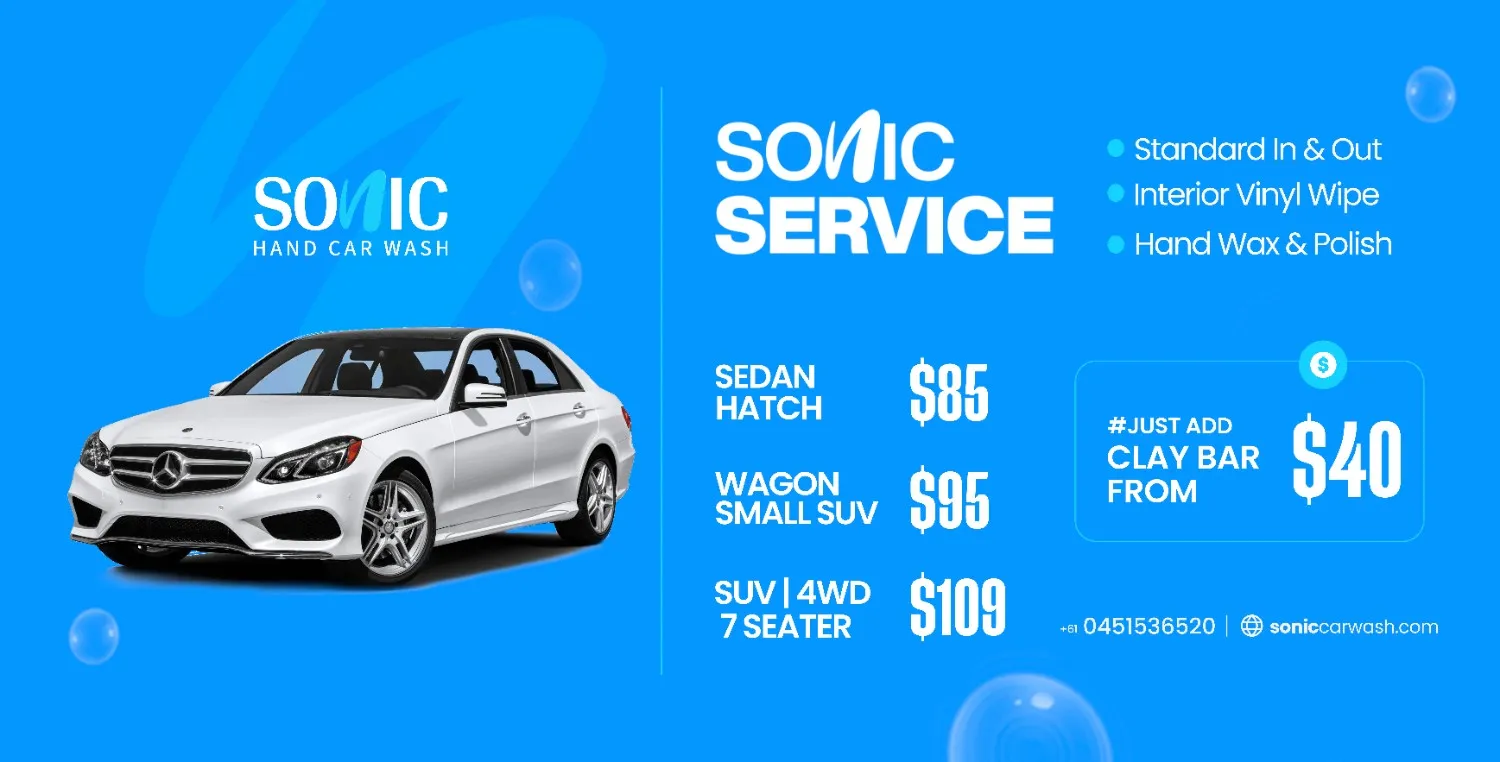 SONIC
HAND CAR WASH
SONIC
SERVICE
Standard In & Out
Interior Vinyl Wipe
Hand Wax & Polish
SEDAN
HATCH
$85
WAGON
SMALL SUV
$95
SUV | 4WD
7 SEATER
$109
$
#JUST ADD
CLAY BAR
FROM
$40
+61 0451536520 | soniccarwash.com